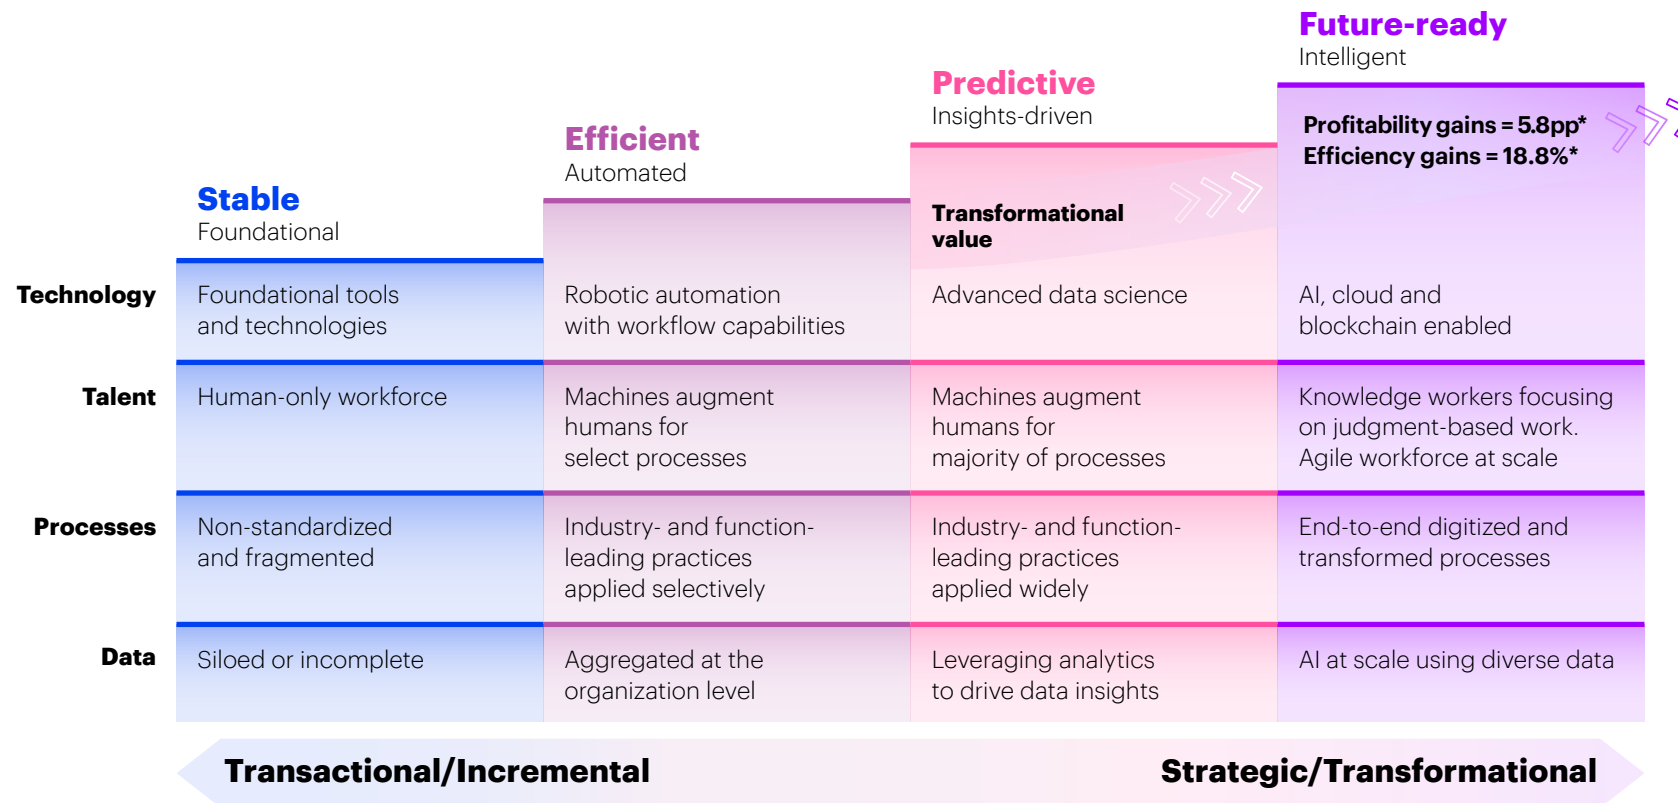 Future-ready
Intelligent
Predictive
Insights-driven
Efficient
Automated
Stable
Foundational
Profitability gains = 5.8pp*
Efficiency gains = 18.8%*
Transformational
value
Technology
Foundational tools
and technologies
Robotic automation
with workflow capabilities
Advanced data science
AI, cloud and
blockchain enabled
Talent
Human-only workforce
Machines augment
humans for
select processes
Machines augment
humans for
majority of processes
Knowledge workers focusing
on judgment-based work.
Agile workforce at scale
Processes
Non-standardized
and fragmented
Industry- and function-
leading practices
applied selectively
Industry- and function-
leading practices
applied widely
End-to-end digitized and
transformed processes
Data
Siloed or incomplete
Aggregated at the
organization level
Leveraging analytics
to drive data insights
AI at scale using diverse data
Transactional/Incremental
Strategic/Transformational